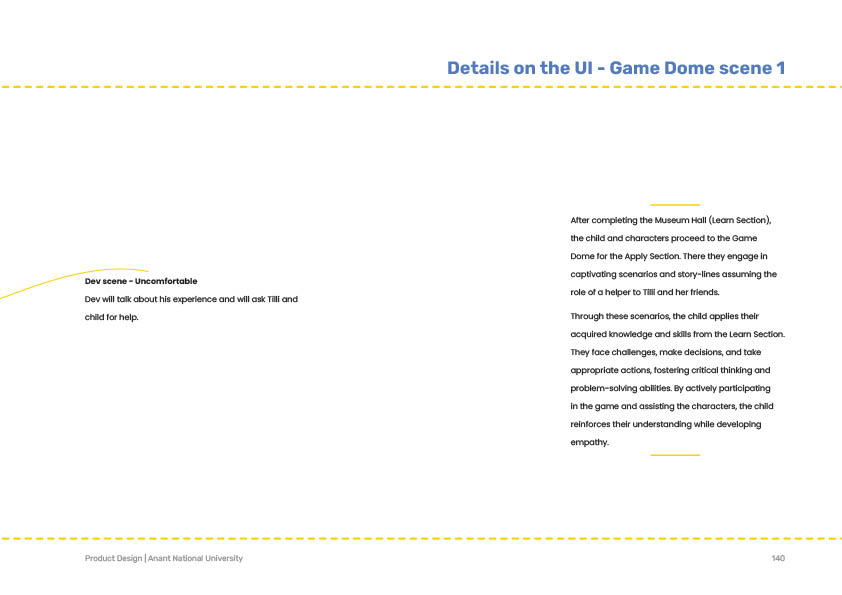 Details on the UI - Game Dome scene 1
Dev scene - Uncomfortable
Dev will talk about his experience and will ask Tilli and
child for help.
After completing the Museum Hall (Learn Section),
the child and characters proceed to the Game
Dome for the Apply Section. There they engage in
captivating scenarios and story-lines assuming the
role of a helper to Tilli and her friends.
Through these scenarios, the child applies their
acquired knowledge and skills from the Learn Section.
They face challenges, make decisions, and take
appropriate actions, fostering critical thinking and
problem-solving abilities. By actively participating
in the game and assisting the characters, the child
reinforces their understanding while developing
empathy.
Product Design | Anant National University
140